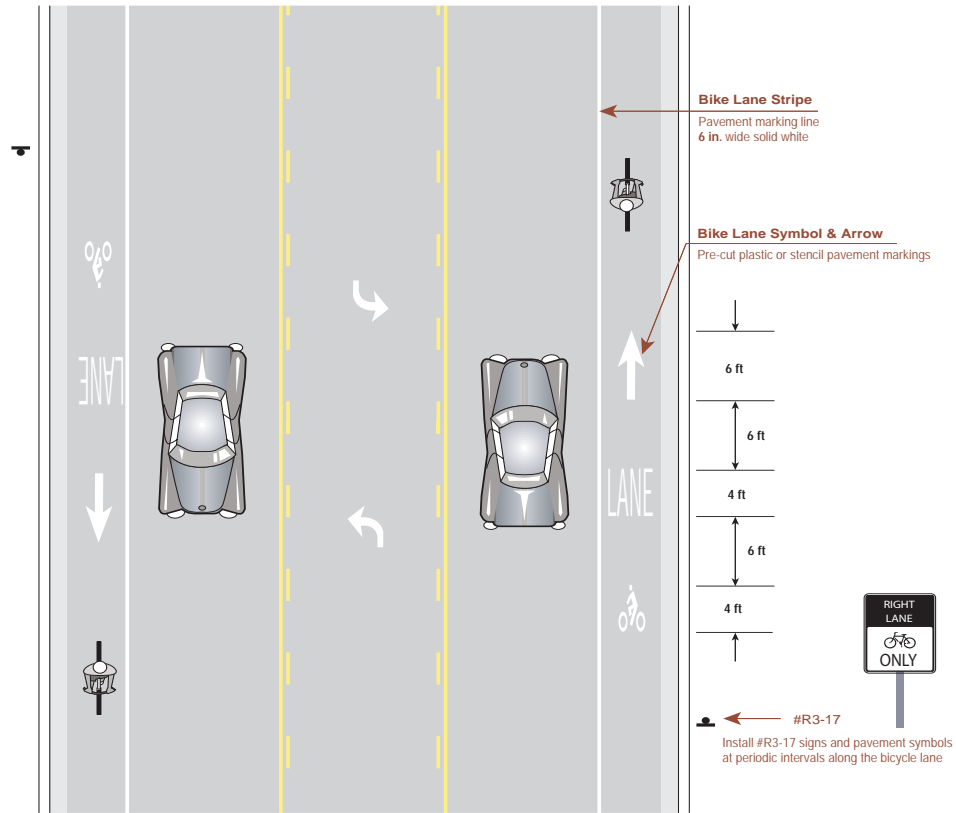 Bike Lane Stripe
Pavement marking line
6 in. wide solid white
Bike Lane Symbol & Arrow
Pre-cut plastic or stencil pavement markings
6 ft
LANE
6 ft
LANE
4 ft
6 ft
4 ft
RIGHT
LANE
ONLY
#R3-17
Install #R3-17 signs and pavement symbols
at periodic intervals along the bicycle lane